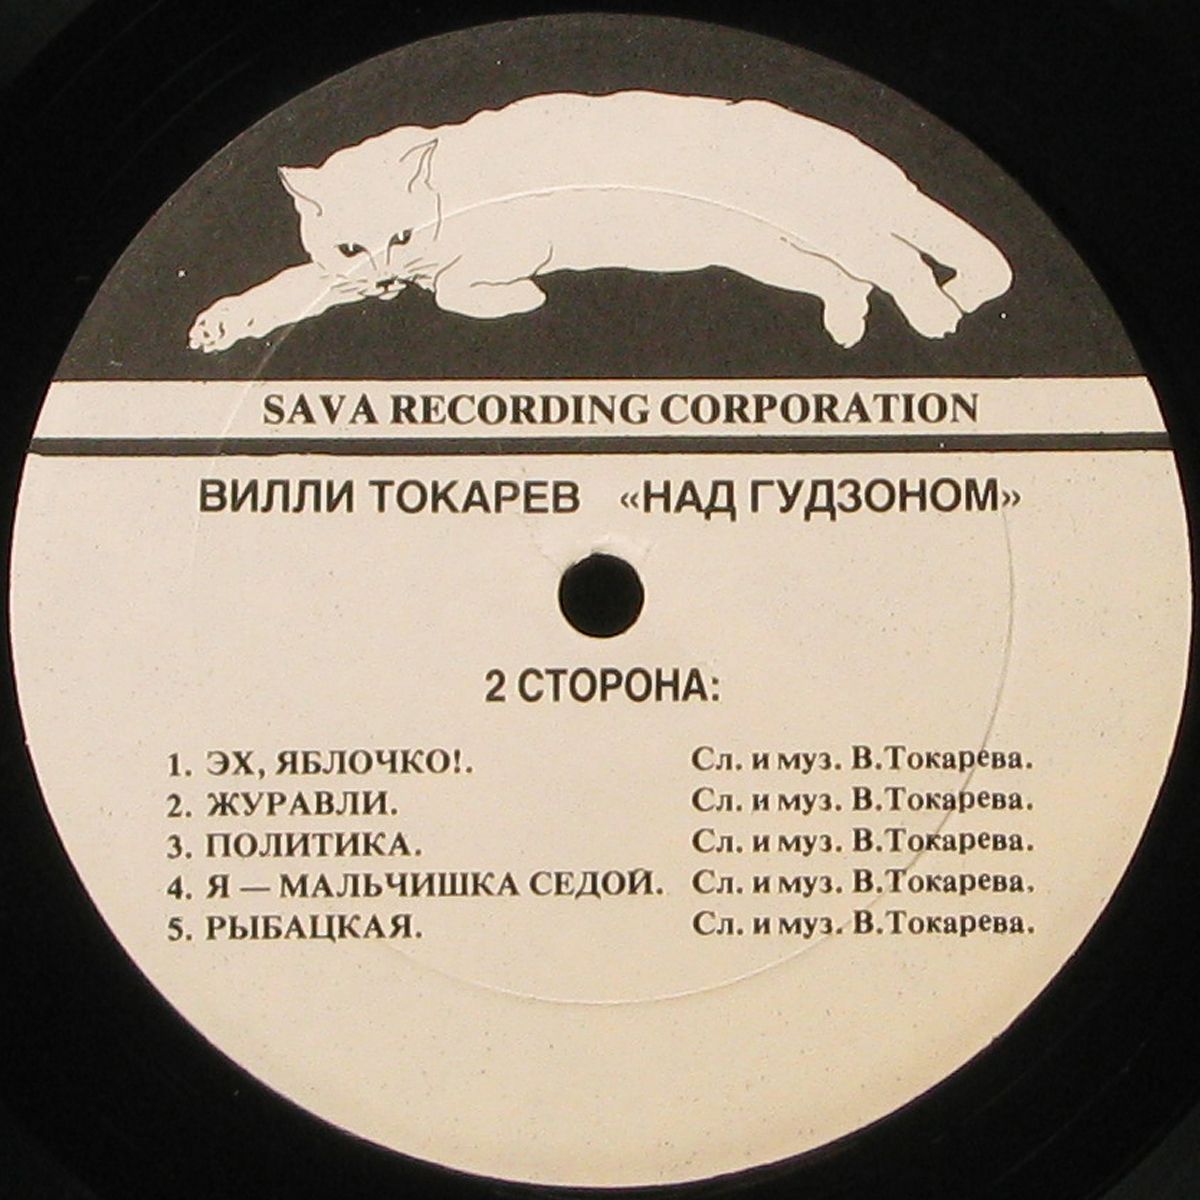 SAVA RECORDING CORPORATION
ВИЛЛИ ТОКАРЕВ «НАД ГУДЗОНОМ»
2 СТОРОНА:
1. ЭХ, ЯБЛОЧКО!. Сл. и муз. В.Токарева.
2. ЖУРАВЛИ. Сл. и муз. В.Токарева.
3. ПОЛИТИКА. Сл. и муз. В.Токарева.
4. Я — МАЛЬЧИШКА СЕДОЙ. Сл. и муз. В.Токарева.
5. РЫБАЦКАЯ. Сл. и муз. В.Токарева.